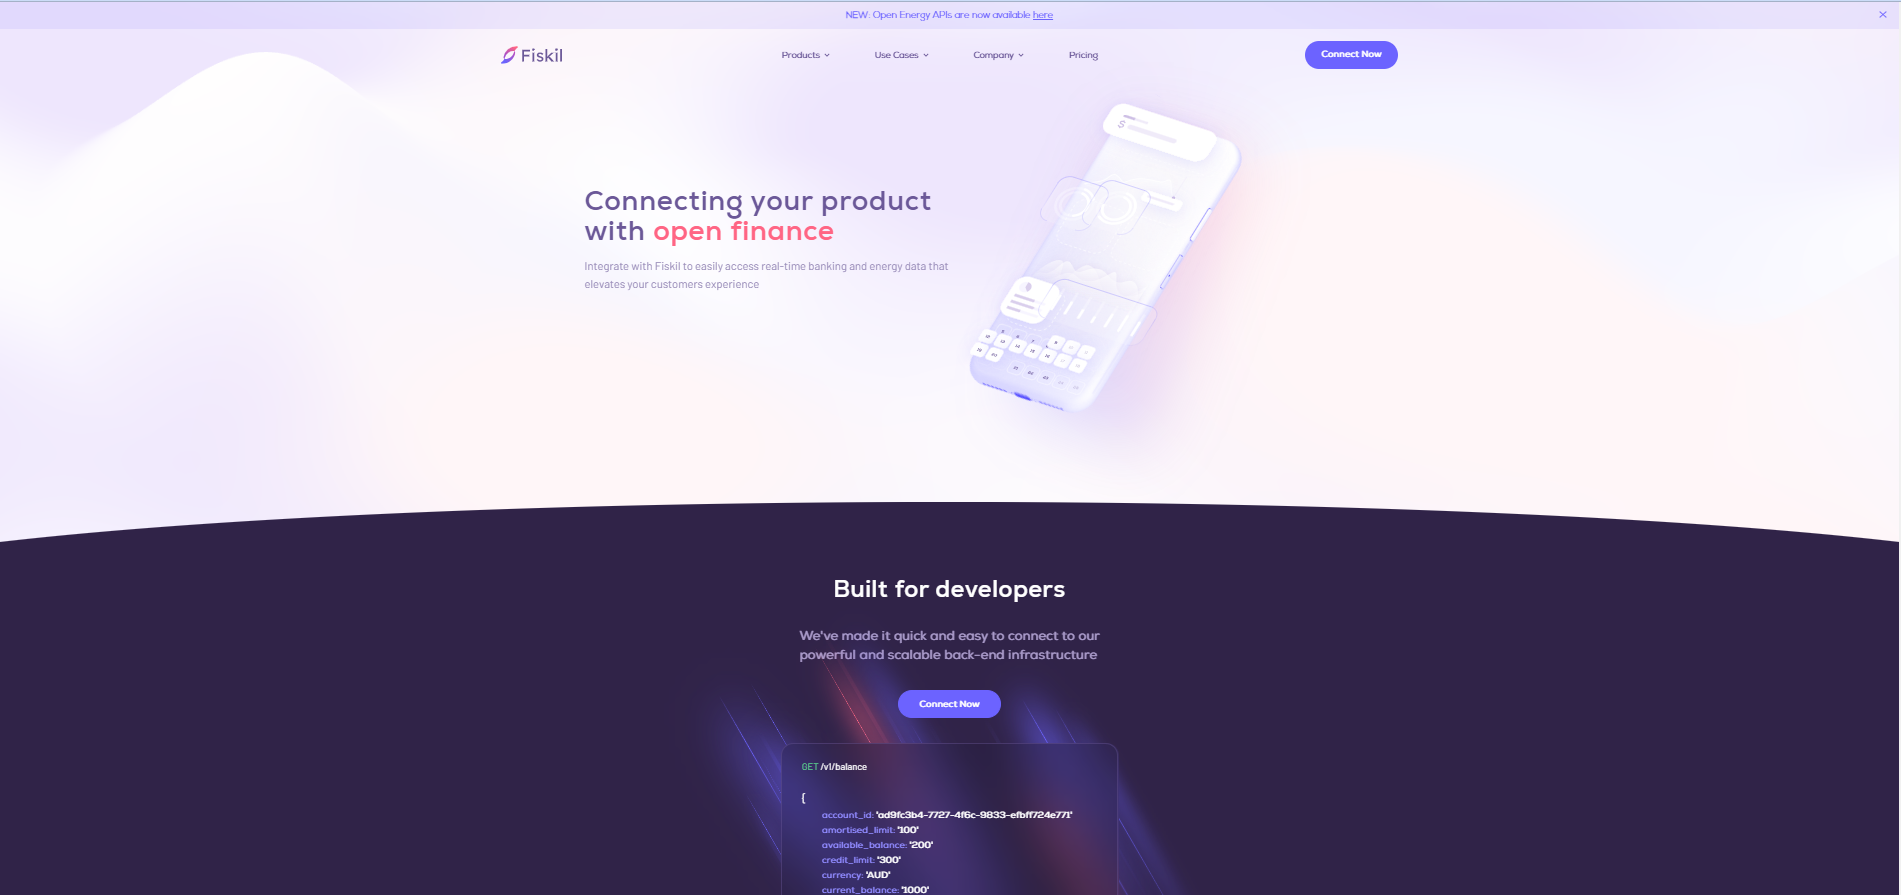 NEW: Open Energy APIs are now available here
Fiskil
Products
Use Cases
Company
Pricing
Connect Now
Connecting your product
with open finance
Integrate with Fiskil to easily access real-time banking and energy data that
elevates your customers experience
Built for developers
We've made it quick and easy to connect to our
powerful and scalable back-end infrastructure
Connect Now
GET /v1/balance
{
account_id: 'ad9fc3b4-7727-4f6c-9833-efbff724e771'
amortised_limit: '100'
available_balance: '200'
credit_limit: '300'
currency: 'AUD'
current_balance: '1000'